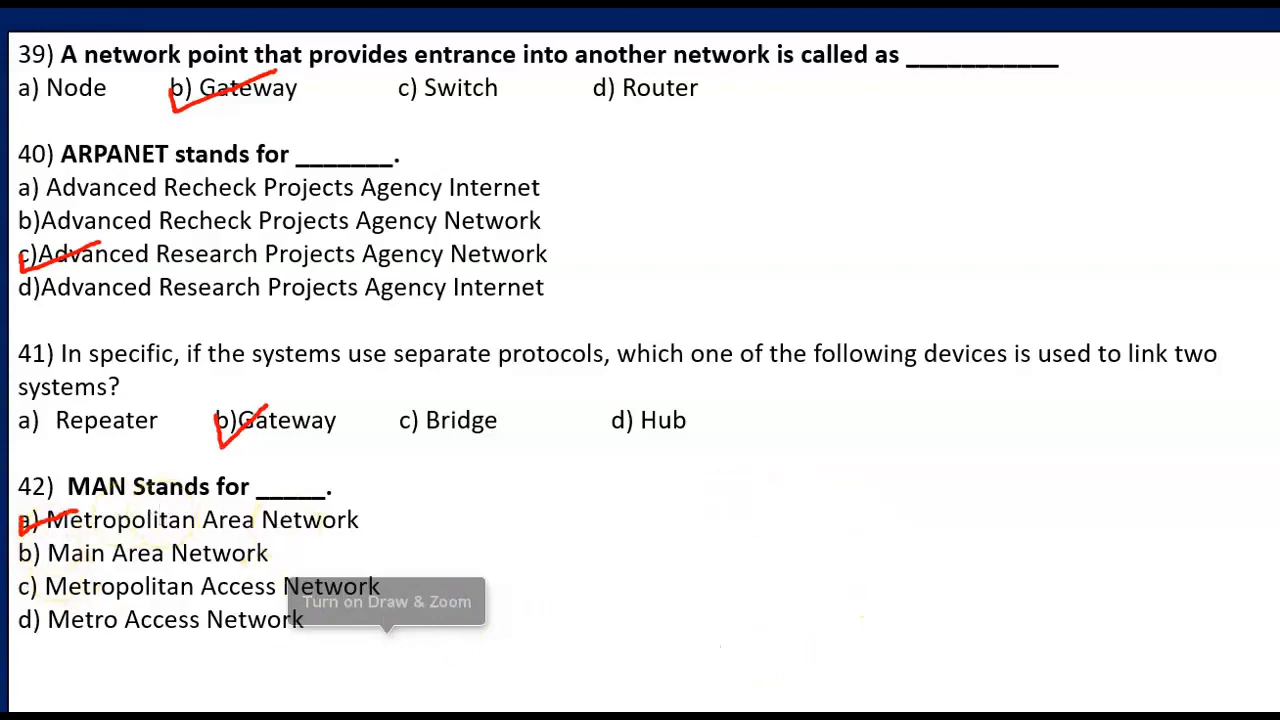 39) A network point that provides entrance into another network is called as ___________
a) Node b) Gateway c) Switch d) Router
40) ARPANET stands for _______.
a) Advanced Recheck Projects Agency Internet
b)Advanced Recheck Projects Agency Network
c)Advanced Research Projects Agency Network
d)Advanced Research Projects Agency Internet
41) In specific, if the systems use separate protocols, which one of the following devices is used to link two
systems?
a) Repeater b)Gateway c) Bridge d) Hub
42) MAN Stands for _____.
a) Metropolitan Area Network
b) Main Area Network
c) Metropolitan Access Network
Turn on Draw & Zoom
d) Metro Access Network